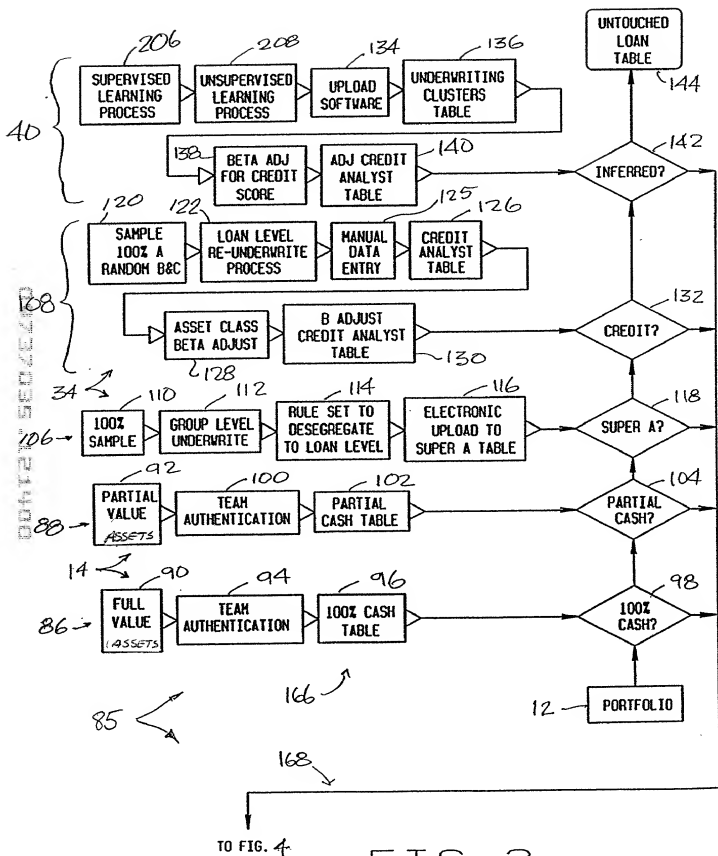 206
208
134
136
UNTOUCHED
LOAN
TABLE
144
SUPERVISED
LEARNING
PROCESS
UNSUPERVISED
LEARNING
PROCESS
UPLOAD
SOFTWARE
UNDERWRITING
CLUSTERS
TABLE
40
138
BETA ADJ
FOR CREDIT
SCORE
ADJ CREDIT
ANALYST
TABLE
140
INFERRED?
142
120
122
125
126
SAMPLE
100% A
RANDOM B&C
LOAN LEVEL
RE-UNDERWRITE
PROCESS
MANUAL
DATA
ENTRY
CREDIT
ANALYST
TABLE
108
ASSET CLASS
BETA ADJUST
128
B ADJUST
CREDIT ANALYST
TABLE
130
CREDIT?
132
34
110
112
114
116
118
106
100%
SAMPLE
GROUP LEVEL
UNDERWRITE
RULE SET TO
DESEGREGATE
TO LOAN LEVEL
ELECTRONIC
UPLOAD TO
SUPER A TABLE
SUPER A?
92
100
102
104
88
PARTIAL
VALUE
ASSETS
TEAM
AUTHENTICATION
PARTIAL
CASH TABLE
PARTIAL
CASH?
14
90
94
96
98
86
FULL
VALUE
ASSETS
TEAM
AUTHENTICATION
100% CASH
TABLE
100%
CASH?
166
85
12
PORTFOLIO
168
TO FIG. 4